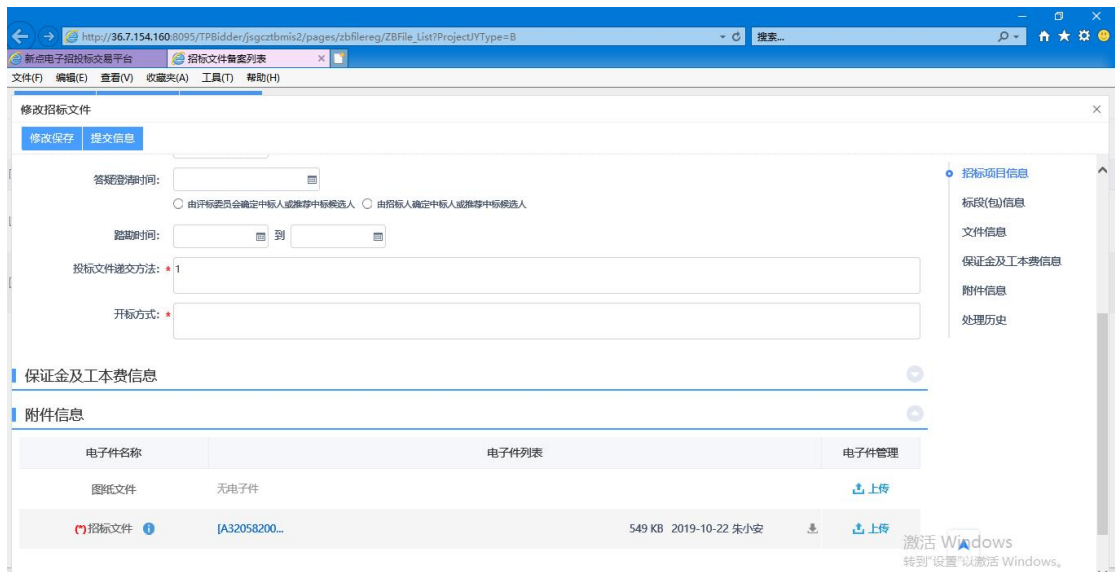 http://36.7.154.160:8095/TPBidder/jsgcztbmis2/pages/zbfilereg/ZBFile_List?ProjectJYType=B
搜索...
新点电子招投标交易平台
招标文件备案列表
文件(F) 编辑(E) 查看(V) 收藏夹(A) 工具(T) 帮助(H)
修改招标文件
修改保存 提交信息
答疑澄清时间:
由评标委员会确定中标人或推荐中标候选人 由招标人确定中标人或推荐中标候选人
踏勘时间: 到
投标文件递交方法: * 1
开标方式: *
招标项目信息
标段(包)信息
文件信息
保证金及工本费信息
附件信息
处理历史
保证金及工本费信息
附件信息
电子件名称 电子件列表 电子件管理
图纸文件 无电子件 上传
(*)招标文件 [A32058200... 549 KB 2019-10-22 朱小安 上传
激活 Windows
转到"设置"以激活 Windows。